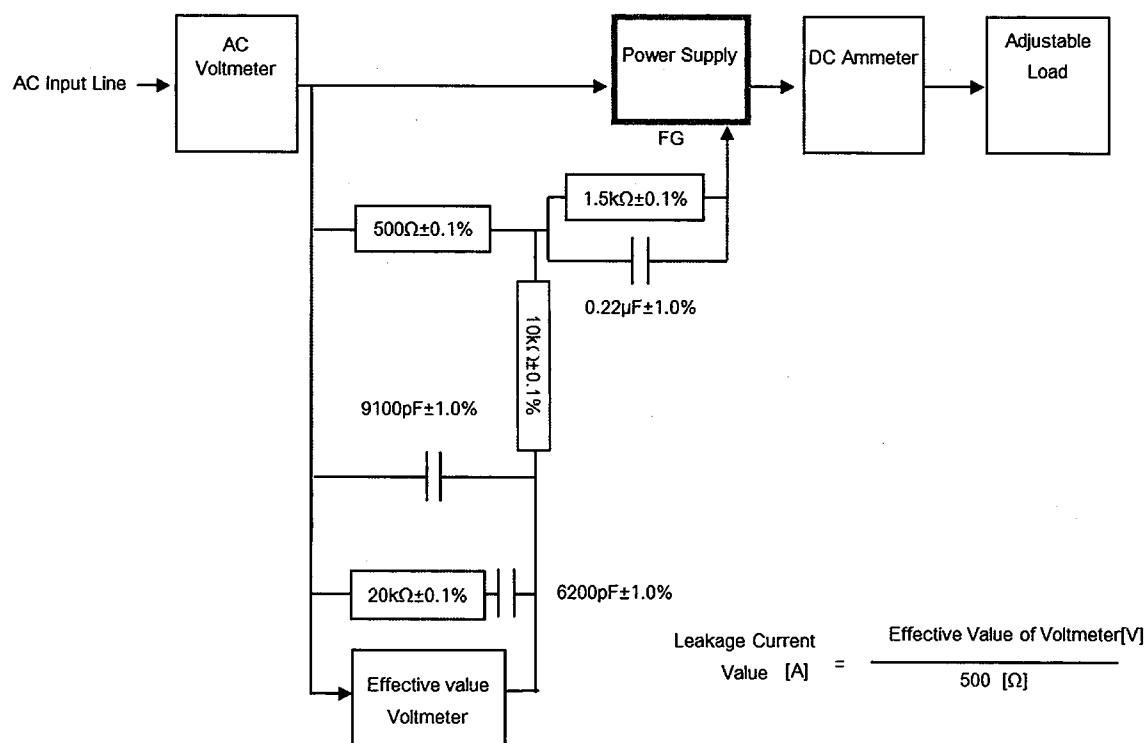 AC
Voltmeter
AC Input Line
Power Supply
DC Ammeter
Adjustable
Load
FG
1.5kΩ±0.1%
500Ω±0.1%
0.22µF±1.0%
10kΩ±0.1%
9100pF±1.0%
20kΩ±0.1%
6200pF±1.0%
Effective value
Voltmeter
Leakage Current
Value [A]
=
Effective Value of Voltmeter[V]
500 [Ω]